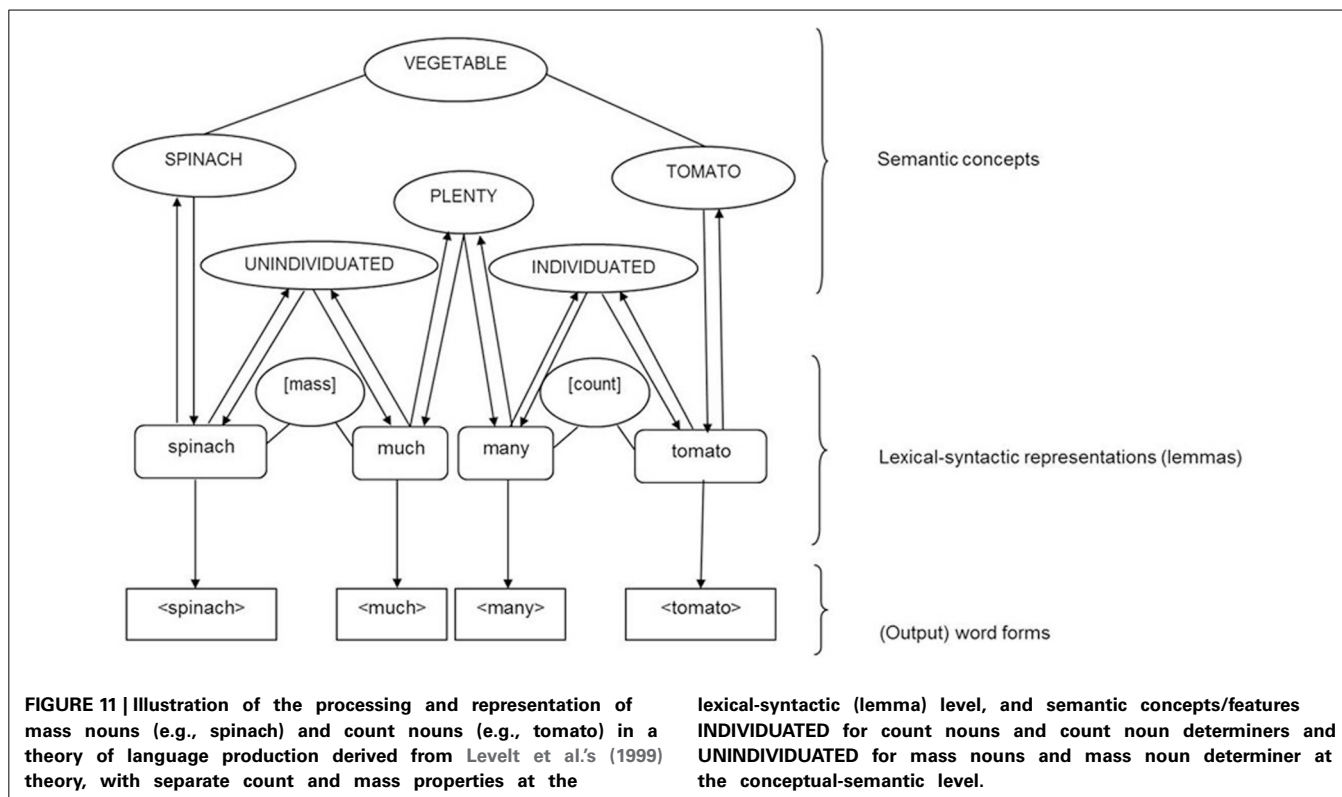 VEGETABLE
SPINACH
TOMATO
Semantic concepts
PLENTY
UNINDIVIDUATED
INDIVIDUATED
[mass]
[count]
spinach
much
many
tomato
Lexical-syntactic representations (lemmas)
<spinach>
<much>
<many>
<tomato>
(Output) word forms
FIGURE 11 | Illustration of the processing and representation of
mass nouns (e.g., spinach) and count nouns (e.g., tomato) in a
theory of language production derived from Levelt et al.'s (1999)
theory, with separate count and mass properties at the
lexical-syntactic (lemma) level, and semantic concepts/features
INDIVIDUATED for count nouns and count noun determiners and
UNINDIVIDUATED for mass nouns and mass noun determiner at
the conceptual-semantic level.